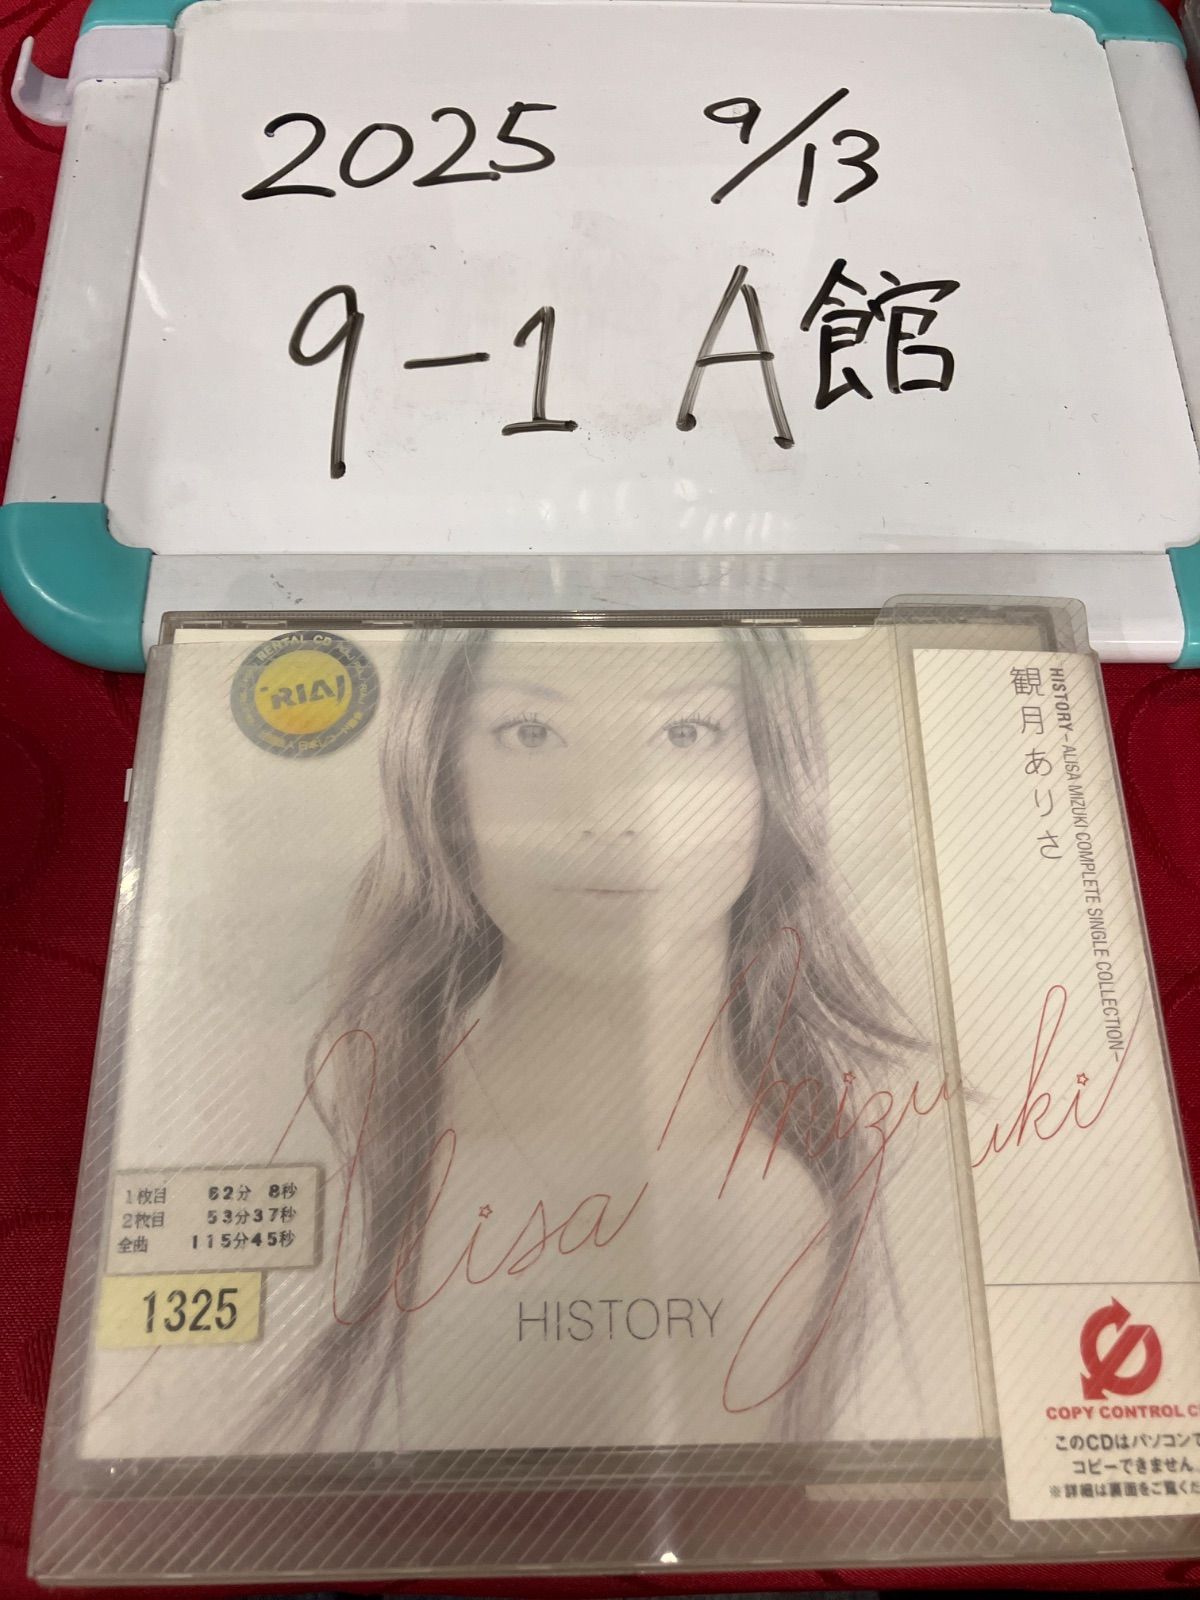 2025 9/13
9-1 A館
RENTAL CD
RIAJ
HISTORY -ALISA MIZUKI COMPLETE SINGLE COLLECTION-
観月ありさ
Alisa Mizuki
uki
HISTORY
1枚目 62分 8秒
2枚目 53分37秒
全曲 115分45秒
1325
COPY CONTROL C
このCDはパソコンで
コピーできません。
※詳細は裏面をご覧くだ